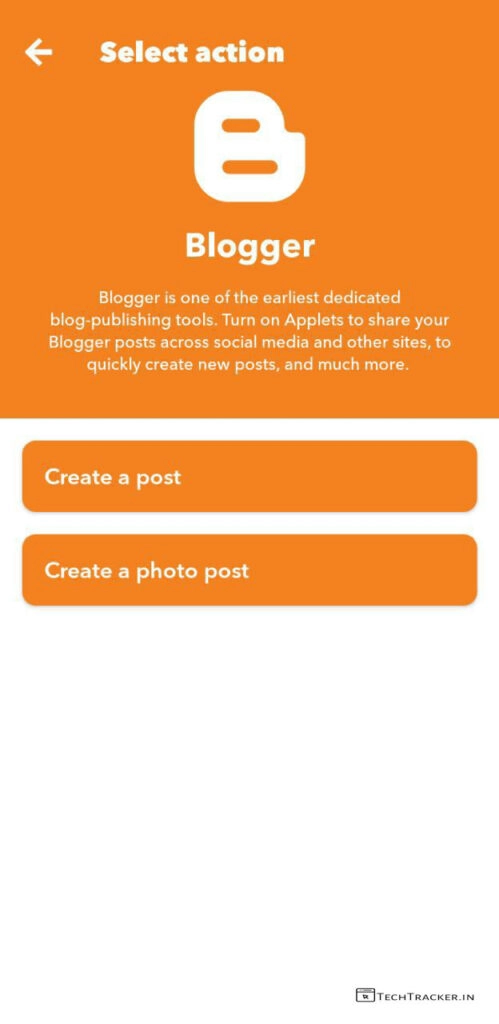 Select action
Blogger
Blogger is one of the earliest dedicated
blog-publishing tools. Turn on Applets to share your
Blogger posts across social media and other sites, to
quickly create new posts, and much more.
Create a post
Create a photo post
TechTracker.in